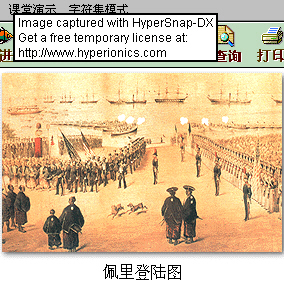 课堂演示 字符集模式
Image captured with HyperSnap-DX
Get a free temporary license at:
http://www.hyperionics.com
进
查询
打印
佩里登陆图